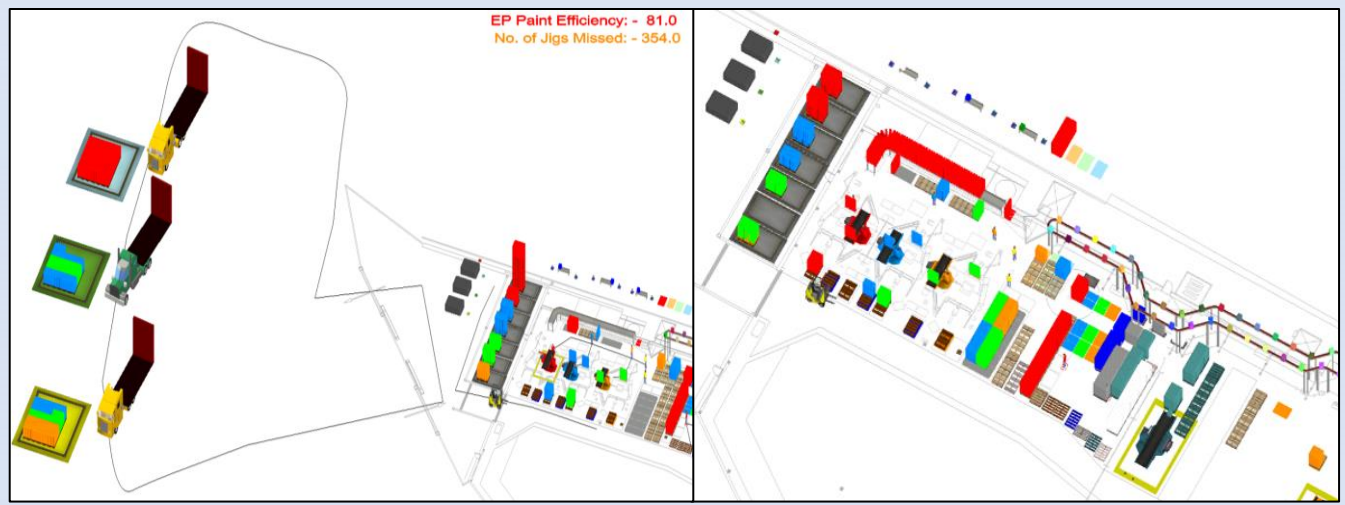 EP Paint Efficiency: - 81.0
No. of Jigs Missed: - 354.0